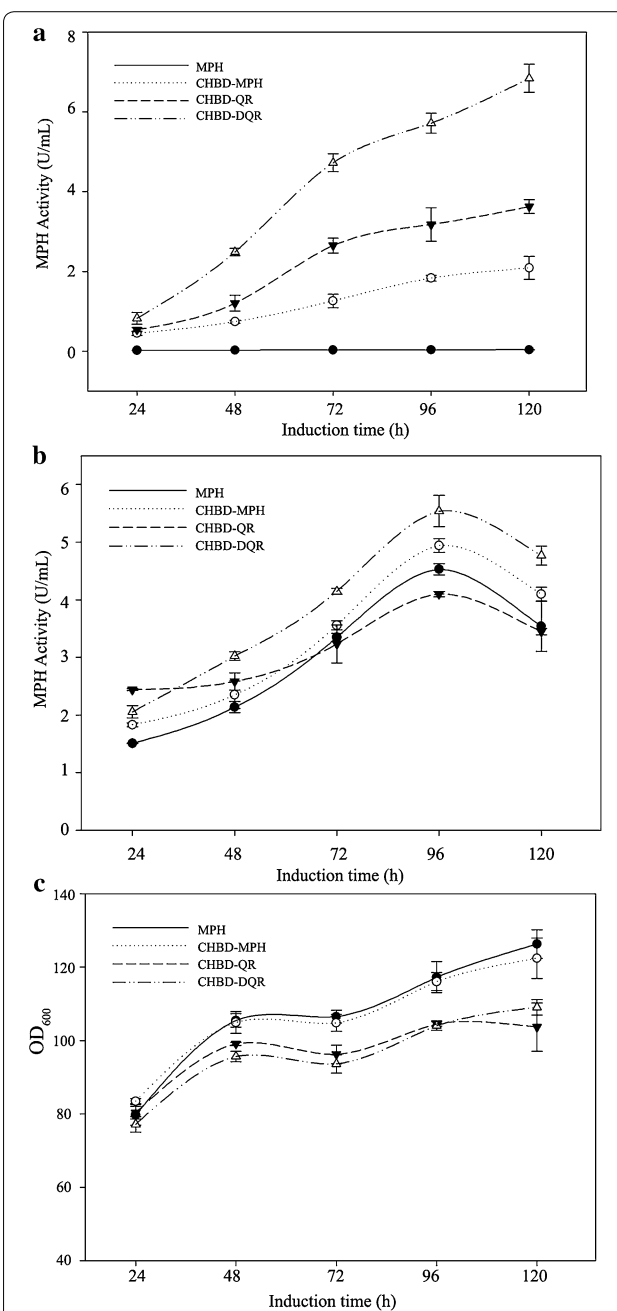 a
8
6
4
2
0
MPH Activity (U/mL)
MPH
CHBD-MPH
CHBD-QR
CHBD-DQR
24 48 72 96 120
Induction time (h)
b
6
5
4
3
2
1
0
MPH Activity (U/mL)
MPH
CHBD-MPH
CHBD-QR
CHBD-DQR
24 48 72 96 120
Induction time (h)
c
140
120
100
80
60
40
OD600
MPH
CHBD-MPH
CHBD-QR
CHBD-DQR
24 48 72 96 120
Induction time (h)